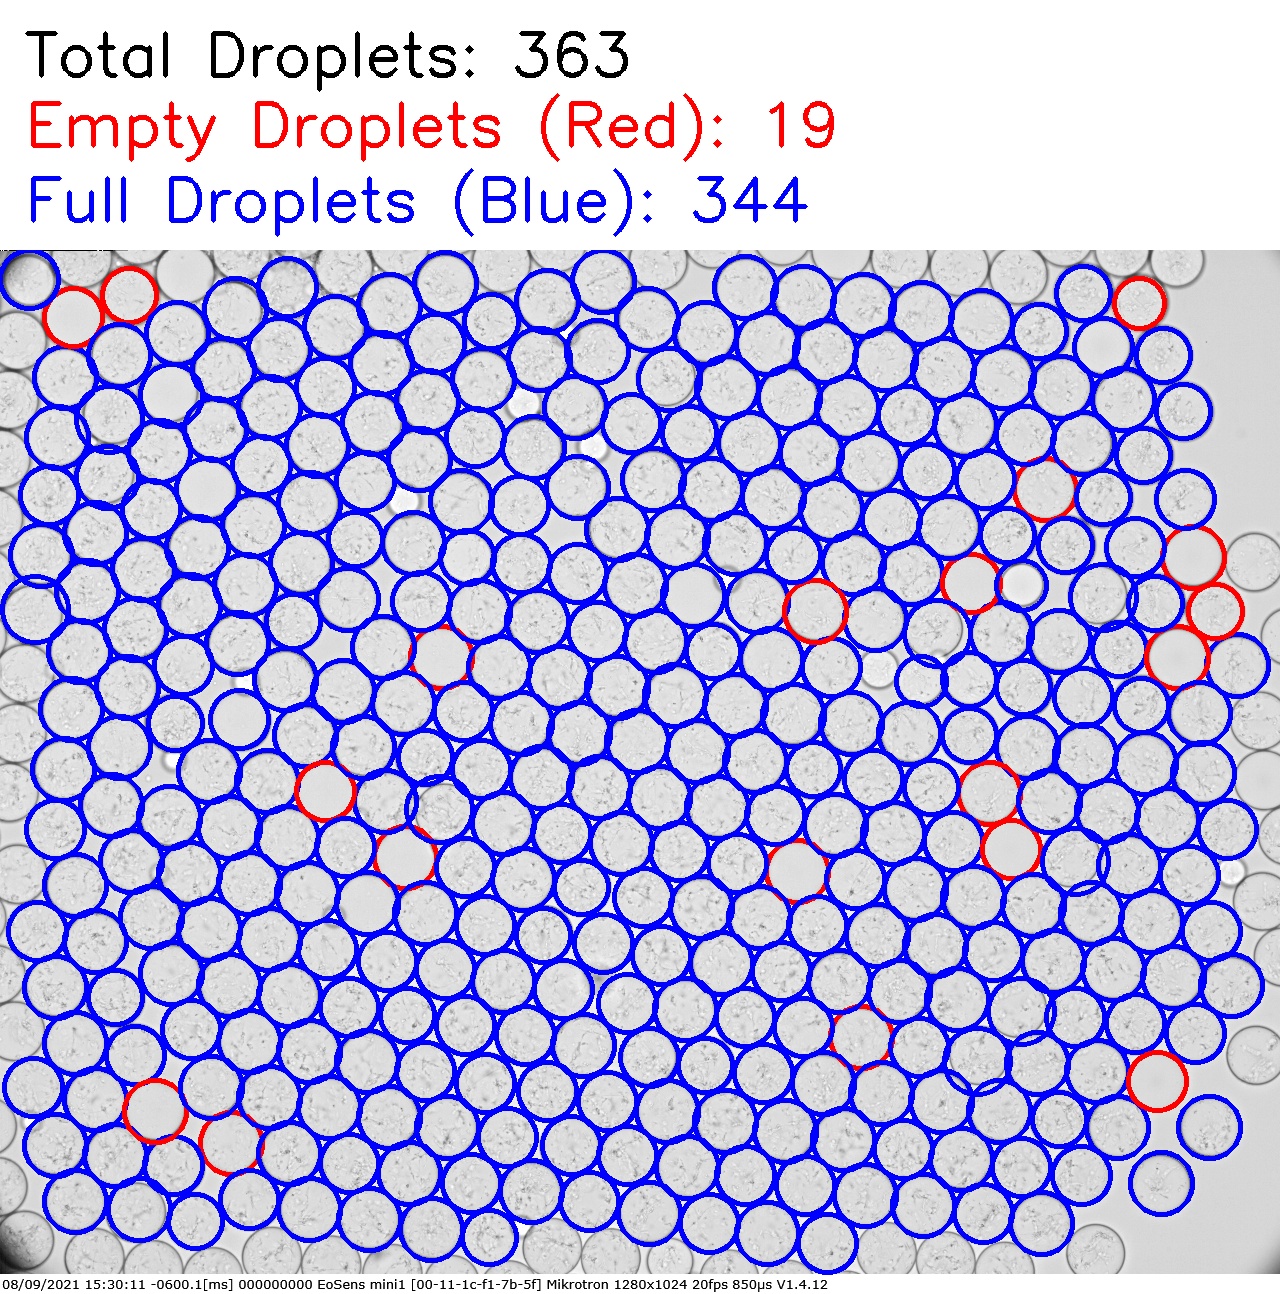 Total Droplets: 363
Empty Droplets (Red): 19
Full Droplets (Blue): 344
08/09/2021 15:30:11 -0600.1[ms] 000000000 EoSens mini1 [00-11-1c-f1-7b-5f] Mikrotron 1280x1024 20fps 850µs V1.4.12